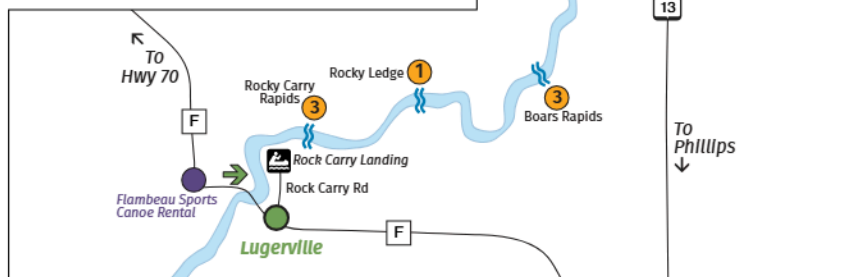 13
To
Hwy 70
Rocky Ledge
1
Rocky Carry
Rapids
3
3
Boars Rapids
F
To
Phillips
Rock Carry Landing
Rock Carry Rd
Flambeau Sports
Canoe Rental
Lugerville
F